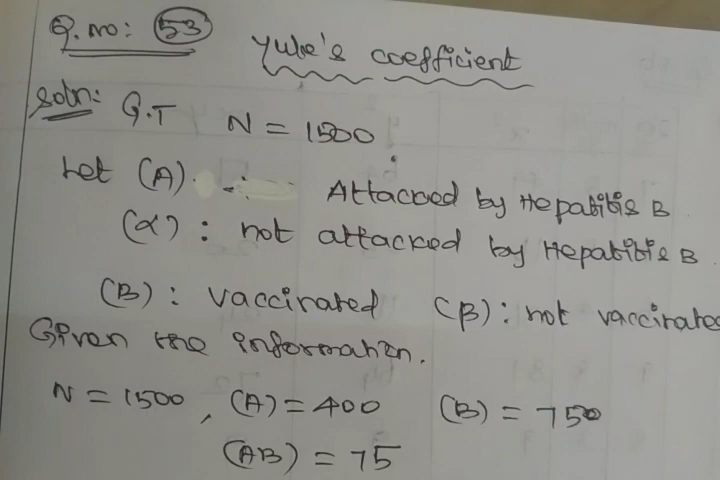 Q.no: 53
Yule's coefficient
Soln: G.T N = 1500
Let (A) : Attacked by Hepatitis B
(α) : not attacked by Hepatitis B.
(B) : vaccinated (β) : not vaccinated
Given the information.
N = 1500, (A) = 400 (B) = 750
(AB) = 75